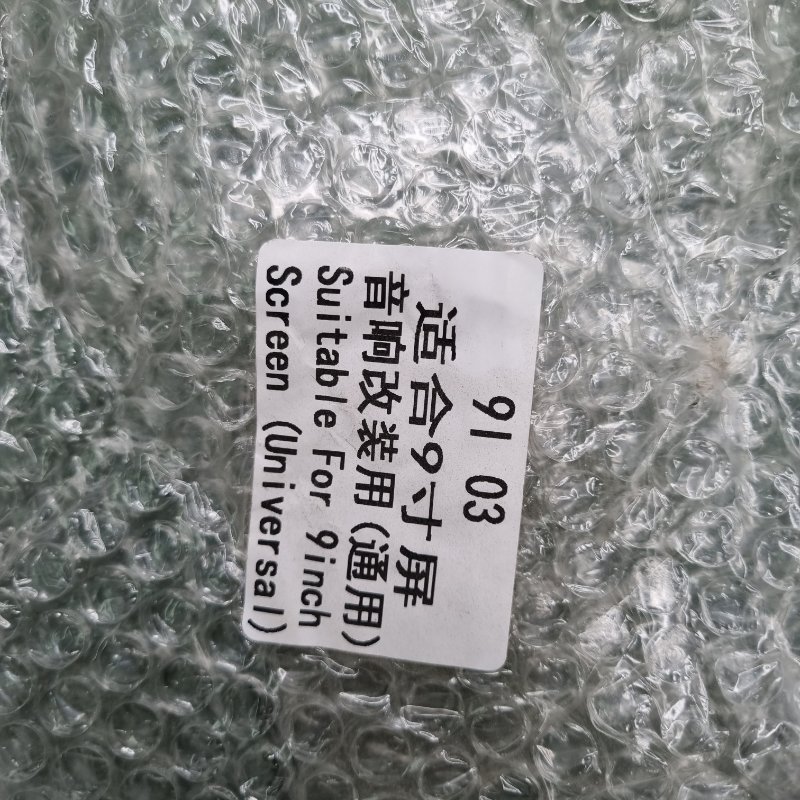 9I 03
适合9寸屏
音响改装用(通用)
Suitable For 9inch
Screen (Universal)